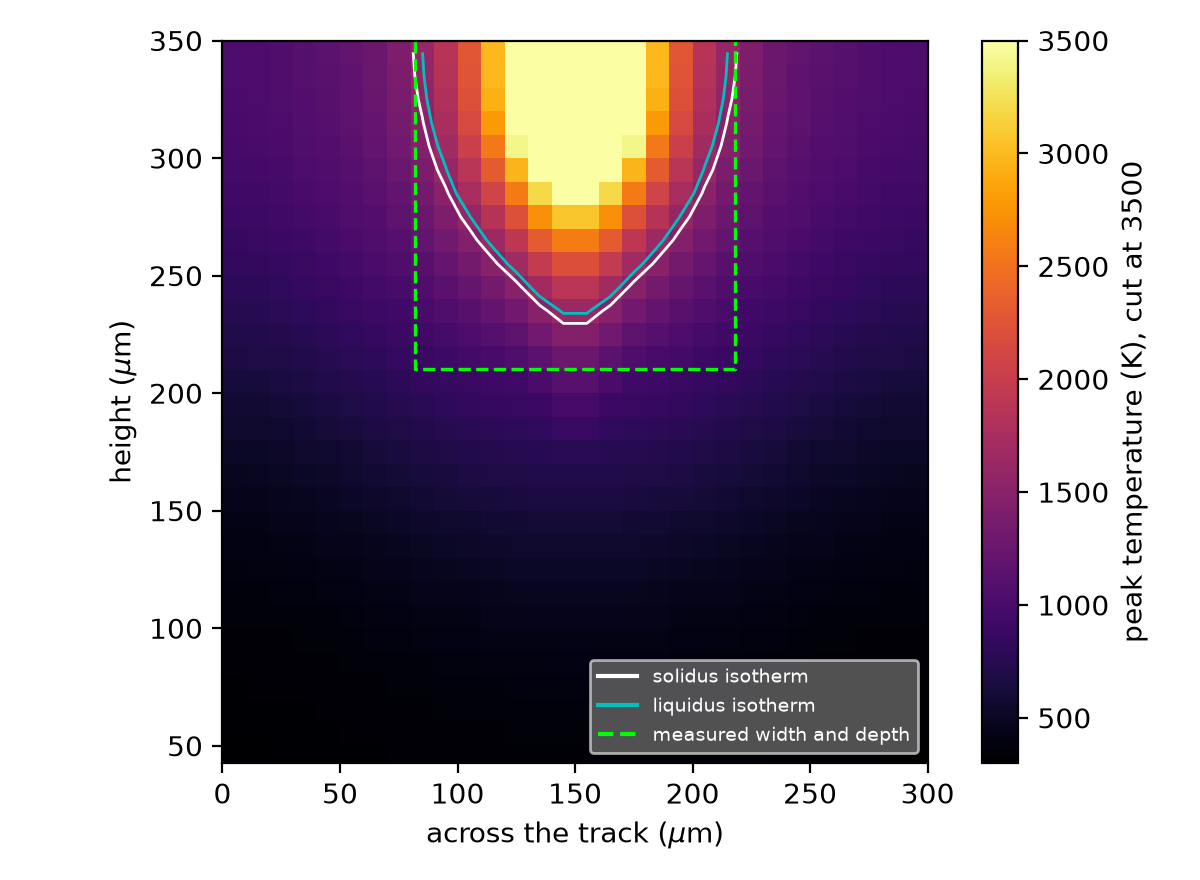 350
300
250
200
150
100
50
height (μm)
0 50 100 150 200 250 300
across the track (μm)
solidus isotherm
liquidus isotherm
measured width and depth
3500
3000
2500
2000
1500
1000
500
peak temperature (K), cut at 3500